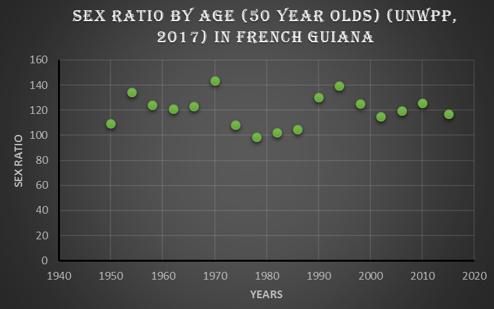 SEX RATIO BY AGE (50 YEAR OLDS) (UNWPP,
2017) IN FRENCH GUIANA
160
140
120
100
80
60
40
20
0
SEX RATIO
1940 1950 1960 1970 1980 1990 2000 2010 2020
YEARS